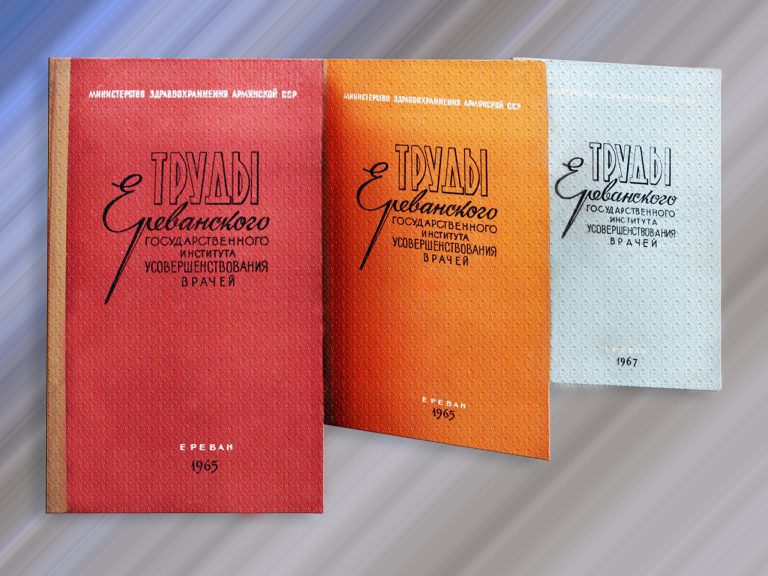 МИНИСТЕРСТВО ЗДРАВООХРАНЕНИЯ АРМЯНСКОЙ ССР
ТРУДЫ
Ереванского
ГОСУДАРСТВЕННОГО
ИНСТИТУТА
УСОВЕРШЕНСТВОВАНИЯ
ВРАЧЕЙ
ЕРЕВАН
1965
МИНИСТЕРСТВО ЗДРАВООХРАНЕНИЯ АРМЯНСКОЙ ССР
ТРУДЫ
Ереванского
ГОСУДАРСТВЕННОГО
ИНСТИТУТА
УСОВЕРШЕНСТВОВАНИЯ
ВРАЧЕЙ
ЕРЕВАН
1965
ТРУДЫ
Ереванского
ГОСУДАРСТВЕННОГО
ИНСТИТУТА
УСОВЕРШЕНСТВОВАНИЯ
ВРАЧЕЙ
ЕРЕВАН
1967